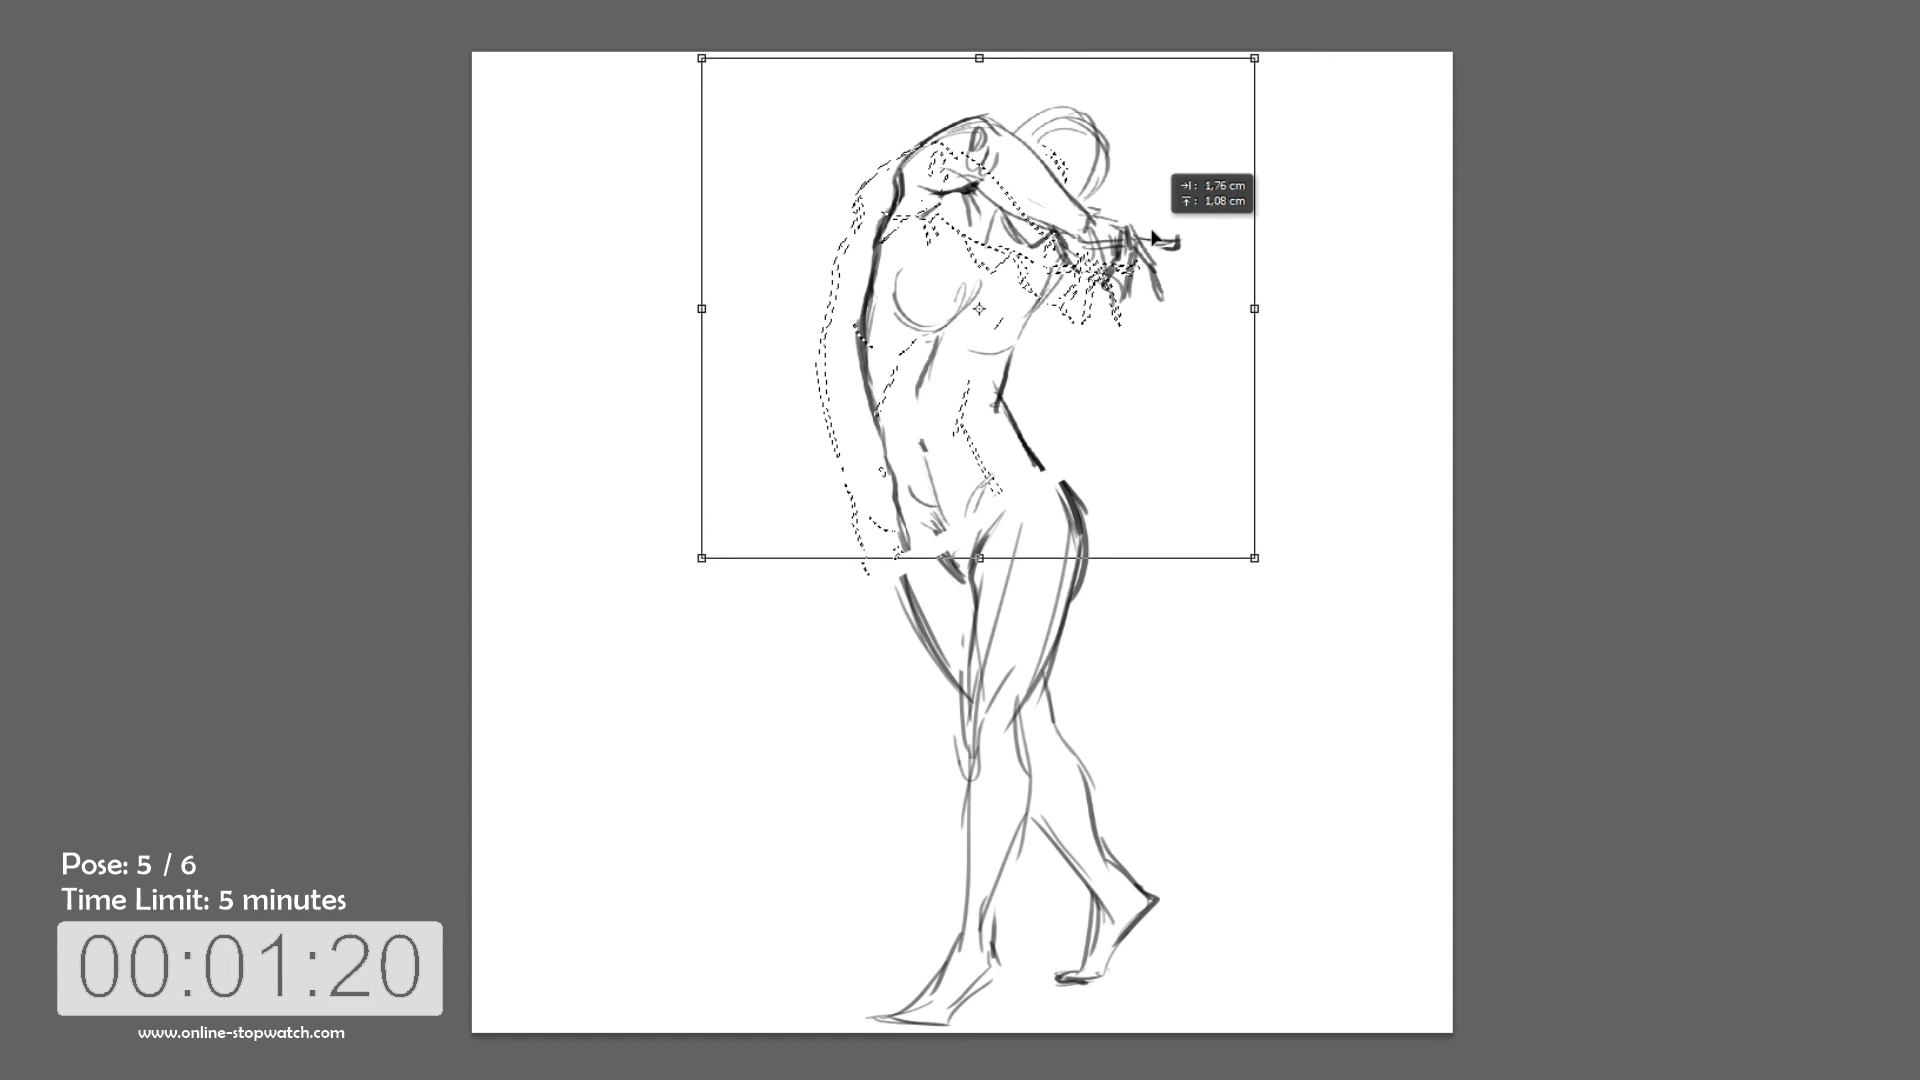 →I : 1,76 cm
↑ : 1,08 cm
Pose: 5 / 6
Time Limit: 5 minutes
00:01:20
www.online-stopwatch.com